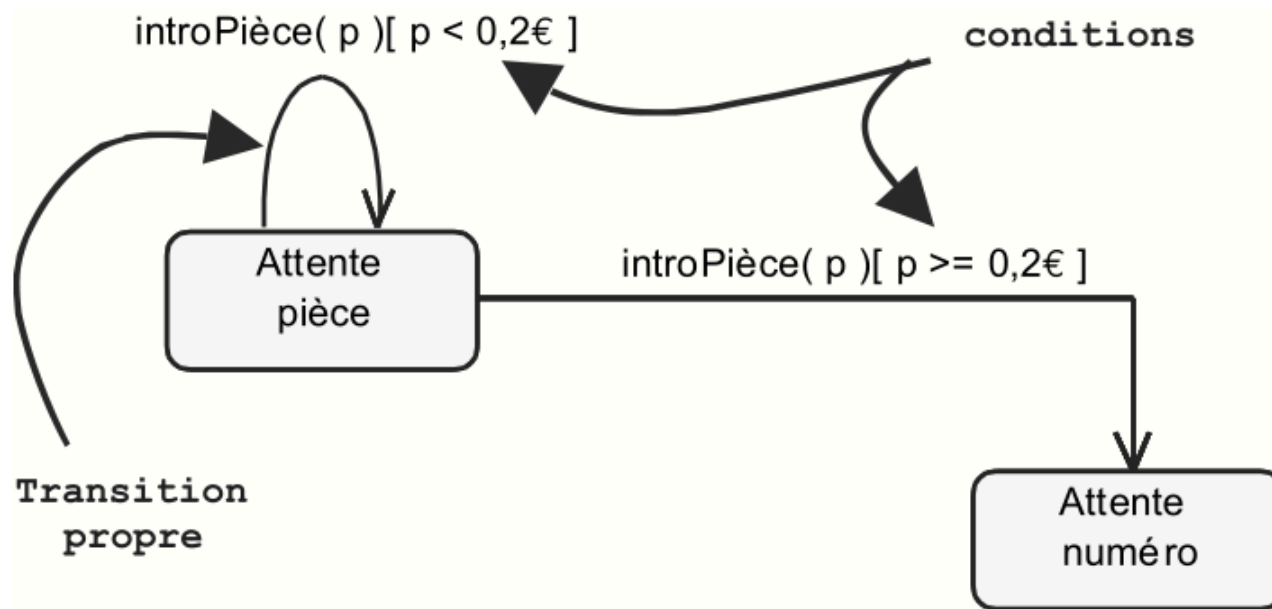 introPièce( p )[ p < 0,2€ ]
conditions
Attente
pièce
introPièce( p )[ p >= 0,2€ ]
Transition
propre
Attente
numéro